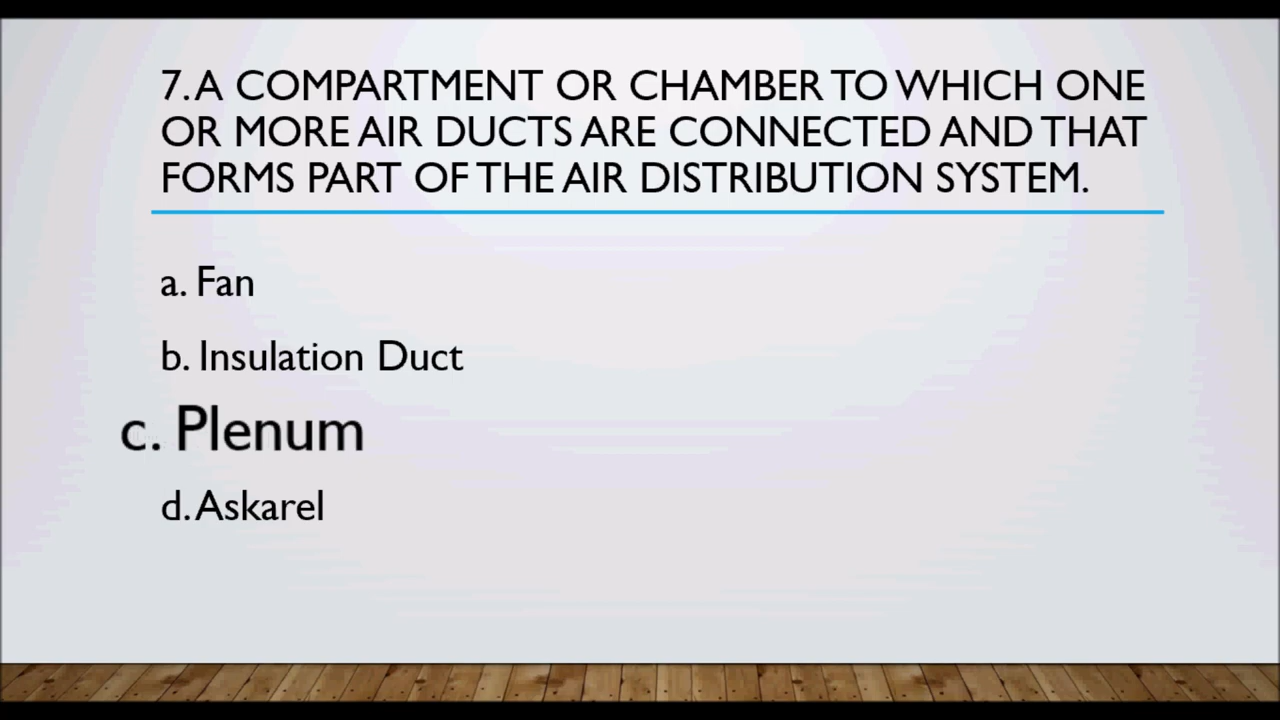 7. A COMPARTMENT OR CHAMBER TO WHICH ONE
OR MORE AIR DUCTS ARE CONNECTED AND THAT
FORMS PART OF THE AIR DISTRIBUTION SYSTEM.
a. Fan
b. Insulation Duct
c. Plenum
d. Askarel